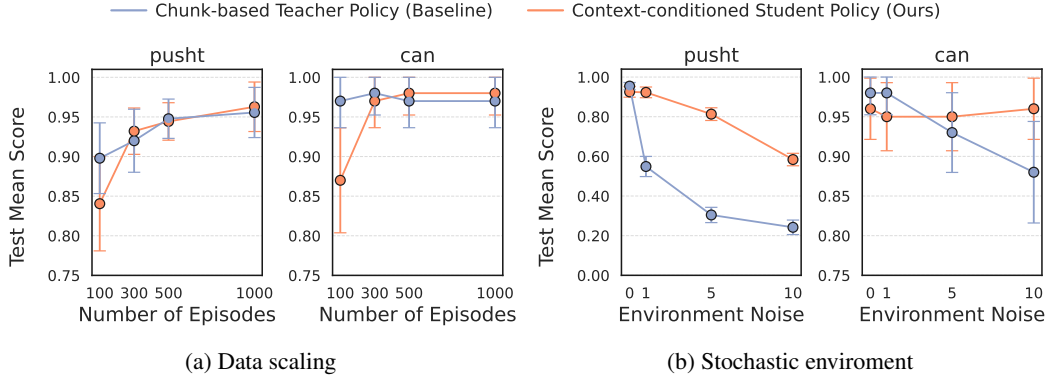 Chunk-based Teacher Policy (Baseline) Context-conditioned Student Policy (Ours)
pusht can pusht can
Test Mean Score
1.00
0.95
0.90
0.85
0.80
0.75
100 300 500 1000
Number of Episodes
1.00
0.95
0.90
0.85
0.80
0.75
100 300 500 1000
Number of Episodes
Test Mean Score
1.00
0.80
0.60
0.40
0.20
0.00
0 1 5 10
Environment Noise
1.00
0.95
0.90
0.85
0.80
0.75
0 1 5 10
Environment Noise
(a) Data scaling
(b) Stochastic enviroment